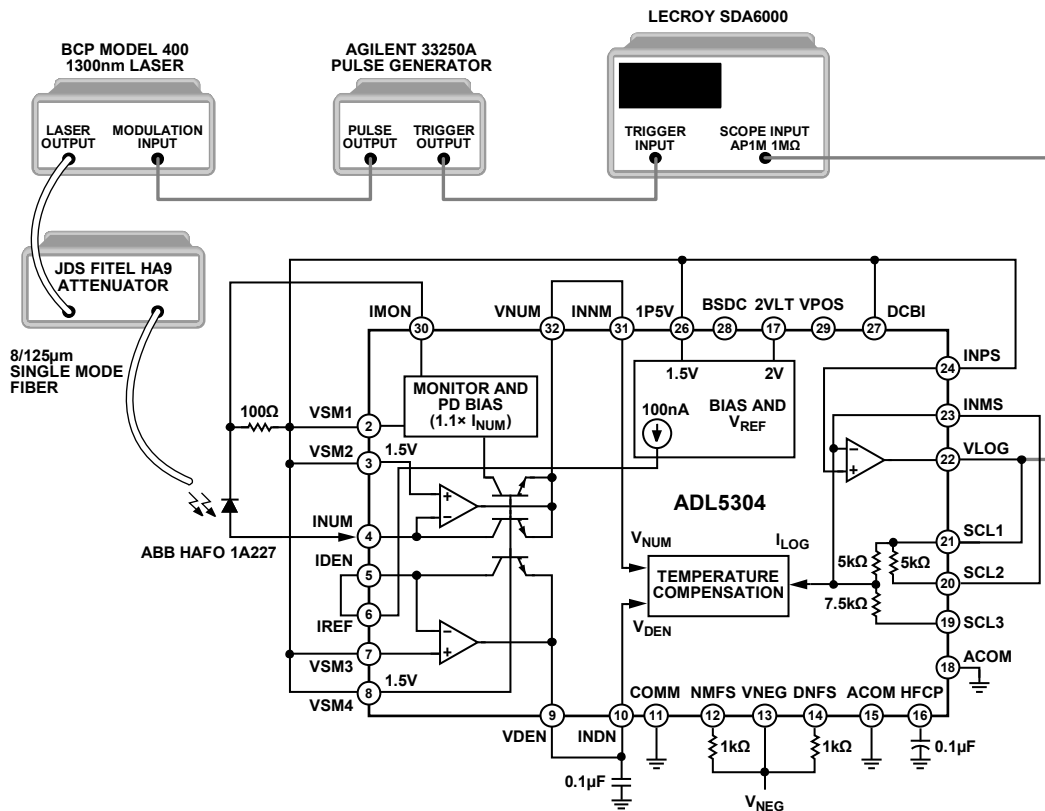 LECROY SDA6000
BCP MODEL 400
1300nm LASER
AGILENT 33250A
PULSE GENERATOR
LASER
OUTPUT
MODULATION
INPUT
PULSE
OUTPUT
TRIGGER
OUTPUT
TRIGGER
INPUT
SCOPE INPUT
AP1M 1MΩ
JDS FITEL HA9
ATTENUATOR
8/125µm
SINGLE MODE
FIBER
IMON
VNUM
INNM
1P5V
BSDC
2VLT
VPOS
DCBI
30
32
31
26
28
17
29
27
INPS
24
MONITOR AND
PD BIAS
(1.1× INUM)
1.5V
2V
100nA
BIAS AND
VREF
100Ω
VSM1
2
INMS
23
VSM2
3
1.5V
VLOG
22
INUM
4
ADL5304
ABB HAFO 1A227
IDEN
5
VNUM
ILOG
SCL1
21
5kΩ
5kΩ
TEMPERATURE
COMPENSATION
SCL2
20
6
IREF
VDEN
7.5kΩ
19
SCL3
VSM3
7
ACOM
18
8
1.5V
VSM4
COMM
NMFS
VNEG
DNFS
ACOM
HFCP
9
10
11
12
13
14
15
16
VDEN
INDN
1kΩ
1kΩ
0.1µF
0.1µF
VNEG